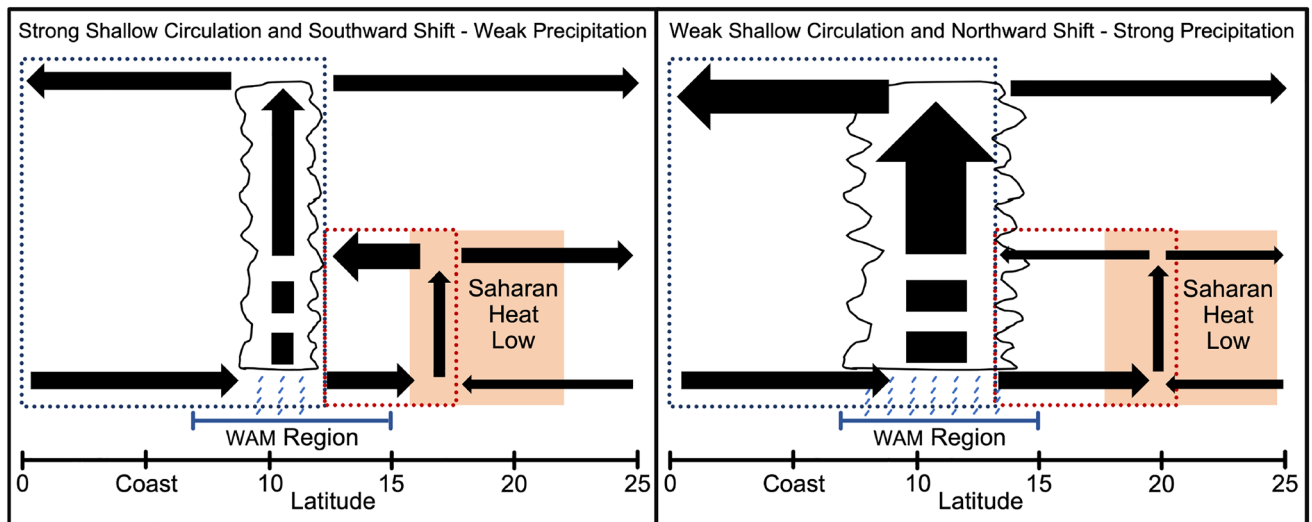 Strong Shallow Circulation and Southward Shift - Weak Precipitation
Saharan
Heat
Low
WAM Region
0 Coast 10 15 20 25
Latitude
Weak Shallow Circulation and Northward Shift - Strong Precipitation
Saharan
Heat
Low
WAM Region
0 Coast 10 15 20 25
Latitude